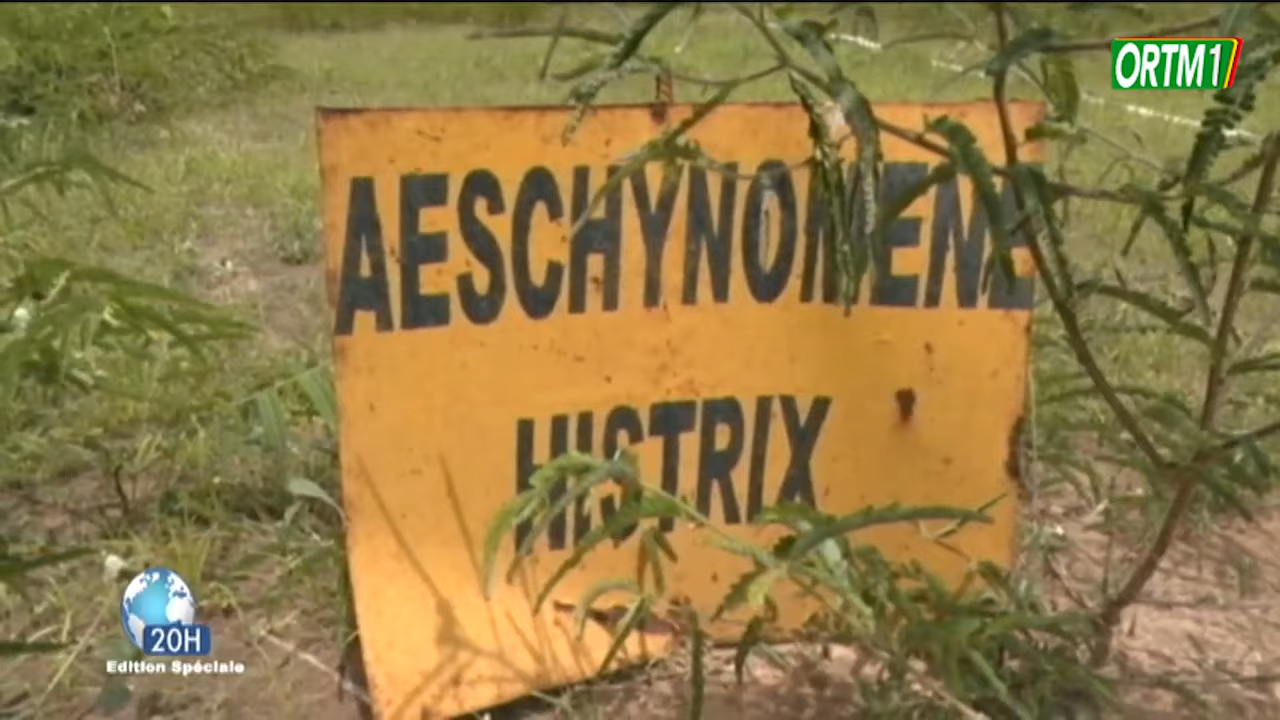 ORTM1
AESCHYNOMENE
HISTRIX
20H
Edition Spéciale